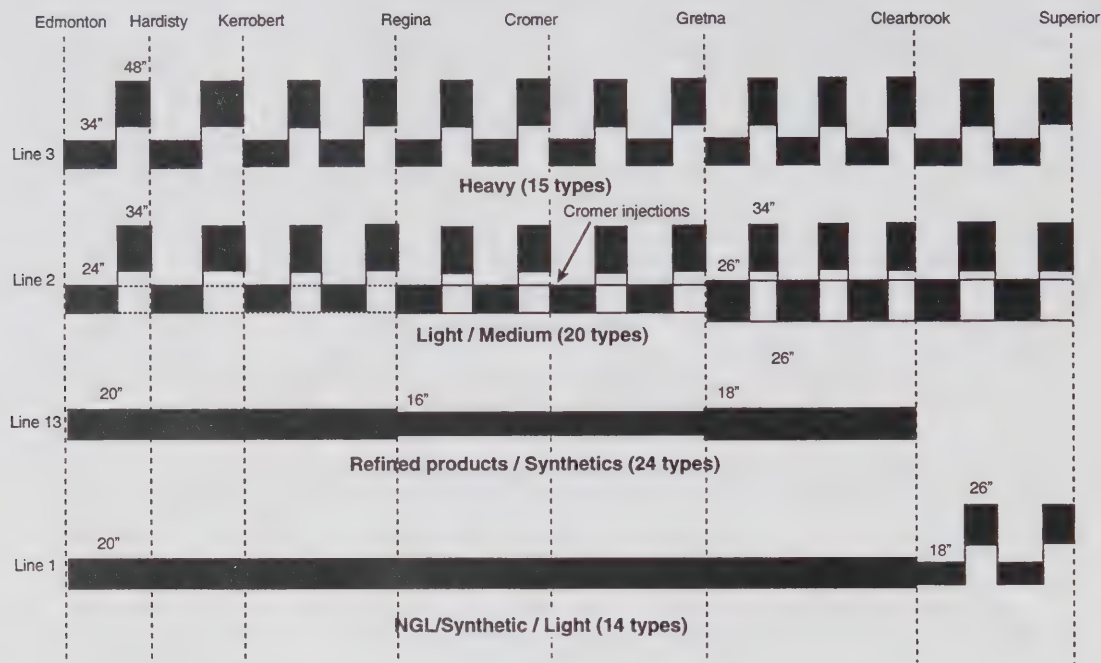 Edmonton Hardisty Kerrobert Regina Cromer Gretna Clearbrook Superior
48”
34”
Line 3
Heavy (15 types)
34”
Cromer injections
34”
24”
26”
Line 2
Light / Medium (20 types)
26”
20”
16”
18”
Line 13
Refined products / Synthetics (24 types)
26”
20”
18”
Line 1
NGL/Synthetic / Light (14 types)